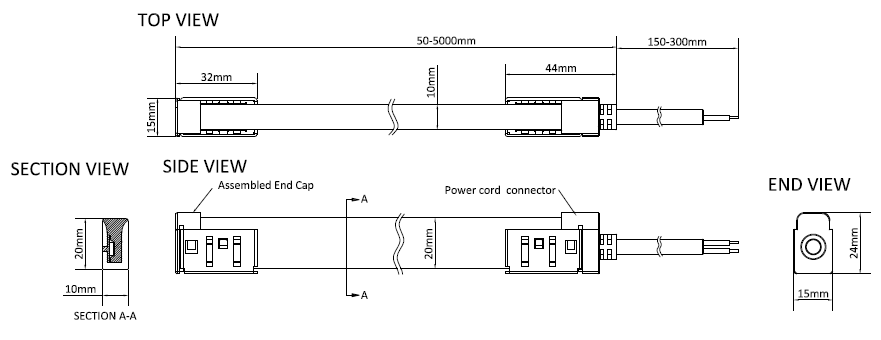 TOP VIEW
50-5000mm
150-300mm
32mm
44mm
10mm
15mm
SECTION VIEW
SIDE VIEW
Assembled End Cap
Power cord connector
END VIEW
A
20mm
20mm
24mm
10mm
A
15mm
SECTION A-A